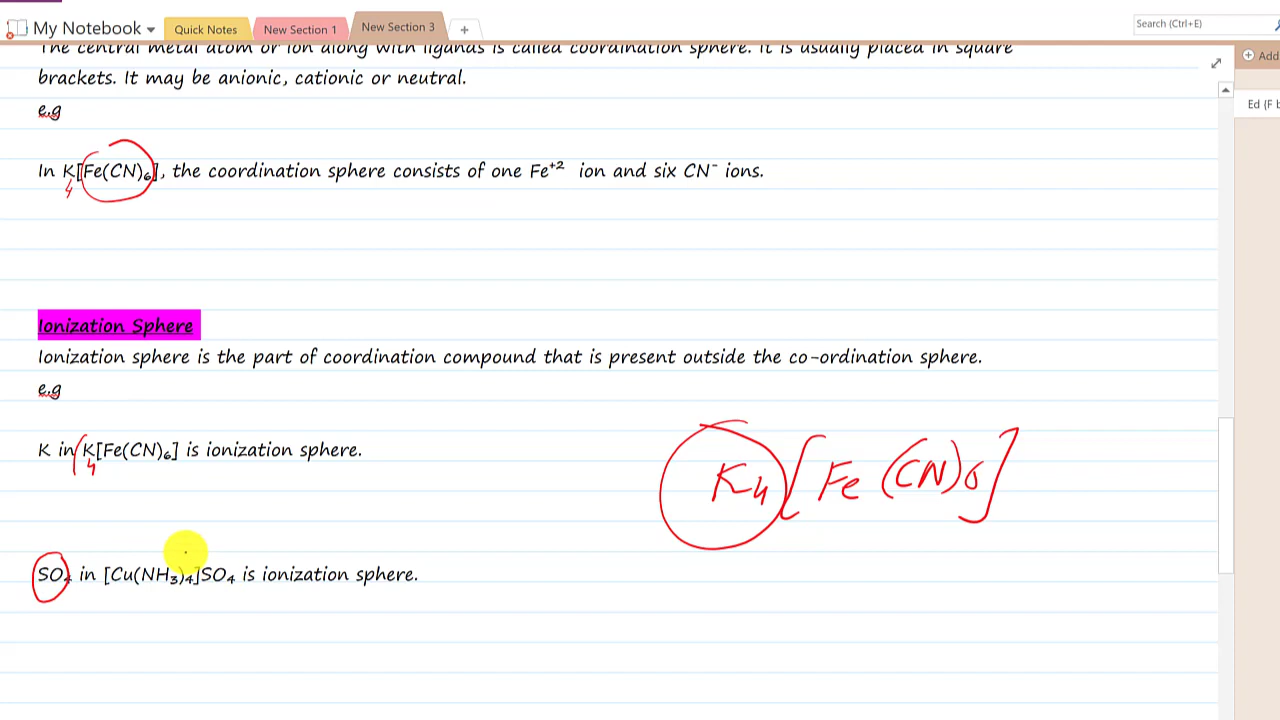 My Notebook Quick Notes New Section 1 New Section 3 + Search (Ctrl+E)
Add
The central metal atom or ion along with ligands is called coordination sphere. It is usually placed in square
brackets. It may be anionic, cationic or neutral.
Ed (F b
e.g
In K₄[Fe(CN)₆], the coordination sphere consists of one Fe⁺² ion and six CN⁻ ions.
Ionization Sphere
Ionization sphere is the part of coordination compound that is present outside the co-ordination sphere.
e.g
K in K₄[Fe(CN)₆] is ionization sphere.
K4[Fe(CN)6]
SO₄ in [Cu(NH₃)₄]SO₄ is ionization sphere.